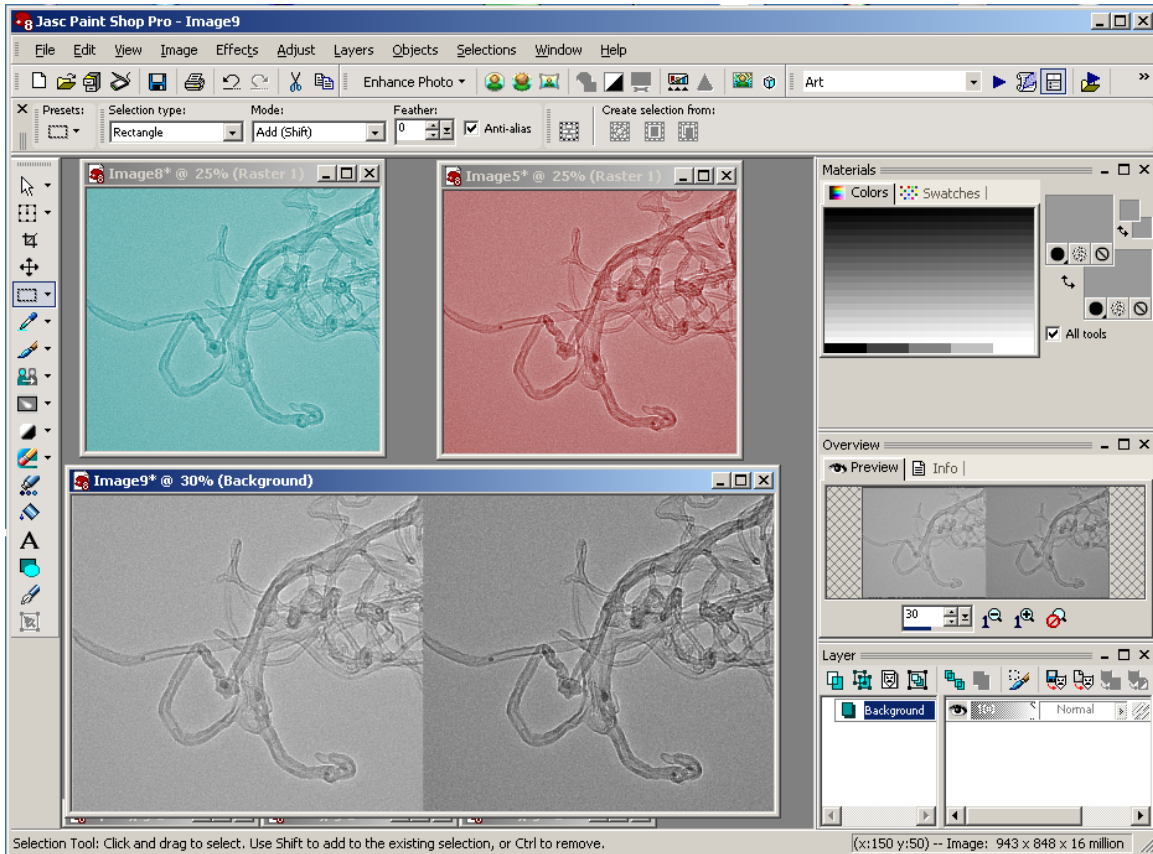 Jasc Paint Shop Pro - Image9
File Edit View Image Effects Adjust Layers Objects Selections Window Help
Enhance Photo Art
Presets: Selection type: Mode: Feather: Create selection from:
Rectangle Add (Shift) 0 Anti-alias
Image8* @ 25% (Raster 1) Image5* @ 25% (Raster 1)
Materials
Colors Swatches
All tools
Overview
Preview Info
Image9* @ 30% (Background)
30
Layer
Background 100 Normal
Selection Tool: Click and drag to select. Use Shift to add to the existing selection, or Ctrl to remove. (x:150 y:50) -- Image: 943 x 848 x 16 million